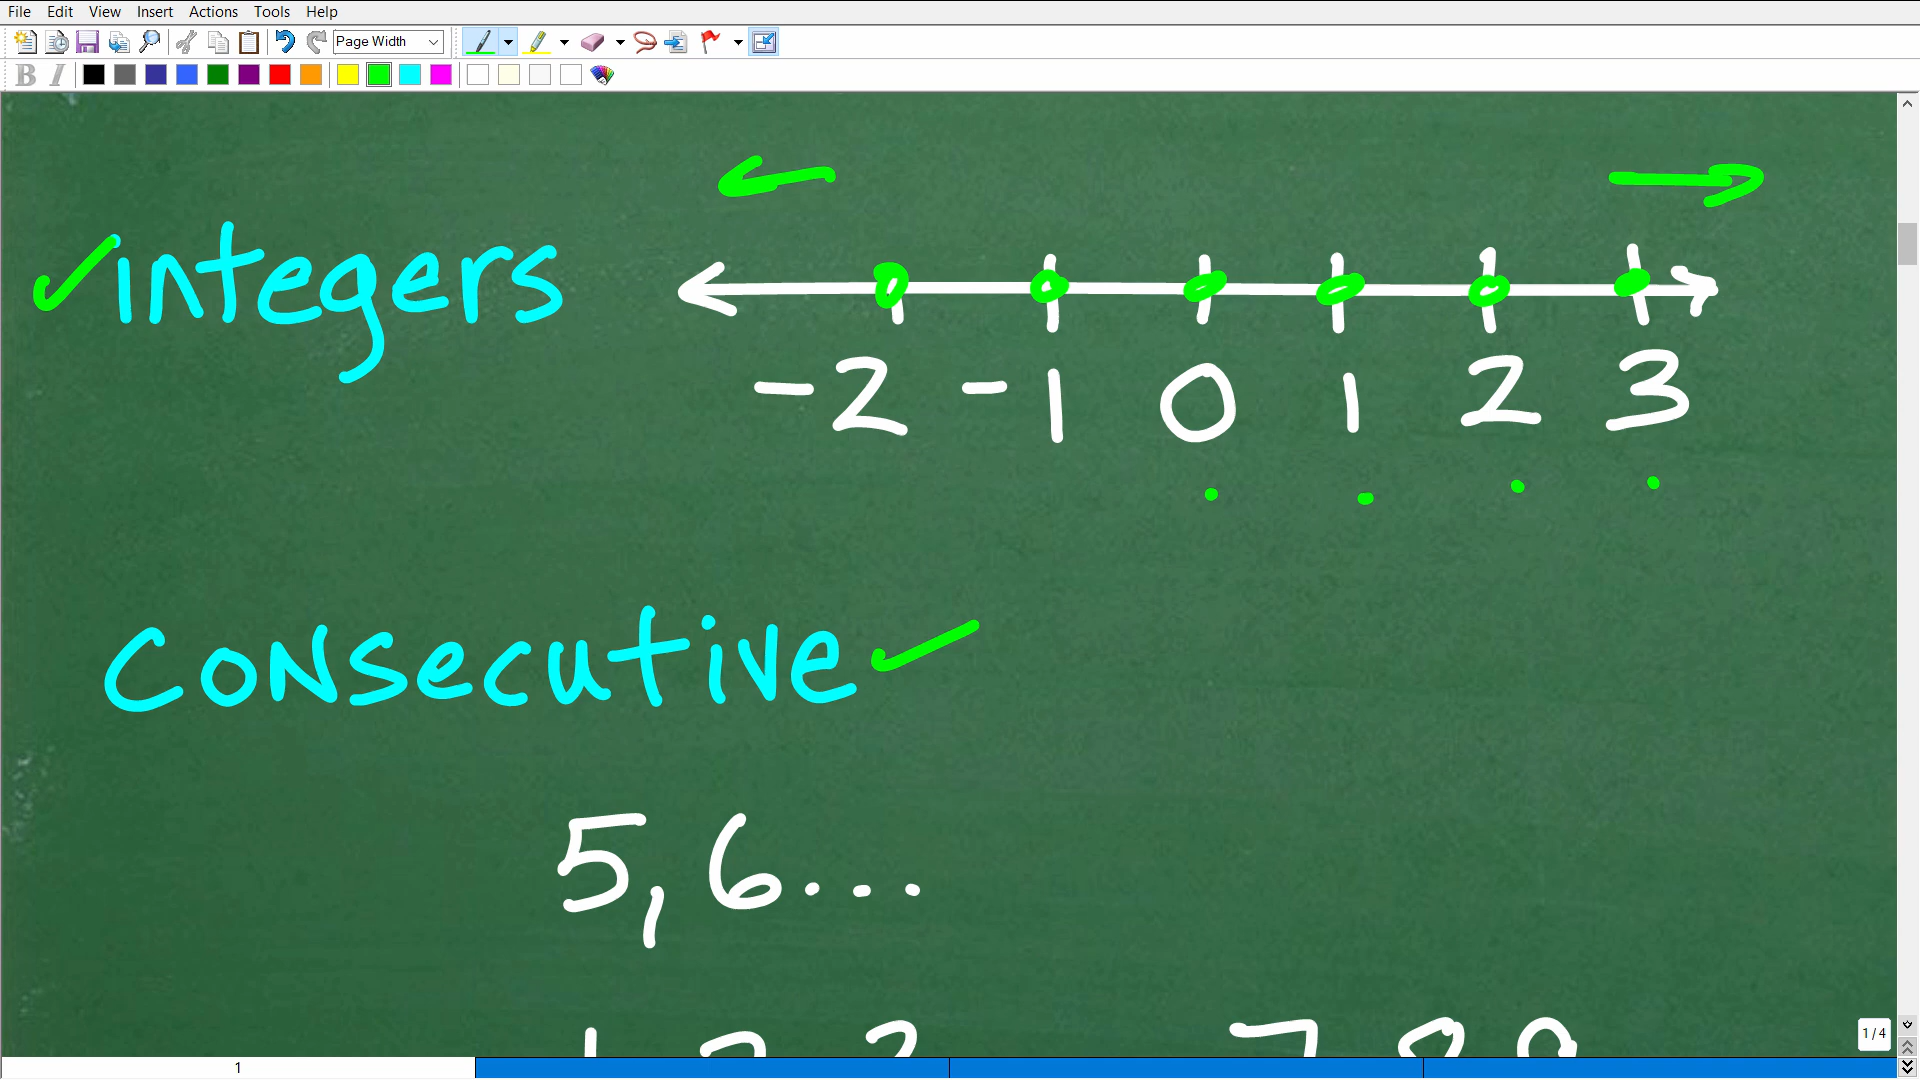 File Edit View Insert Actions Tools Help
Page Width
B I
integers
-2 -1 0 1 2 3
Consecutive
5, 6...
1/4
1